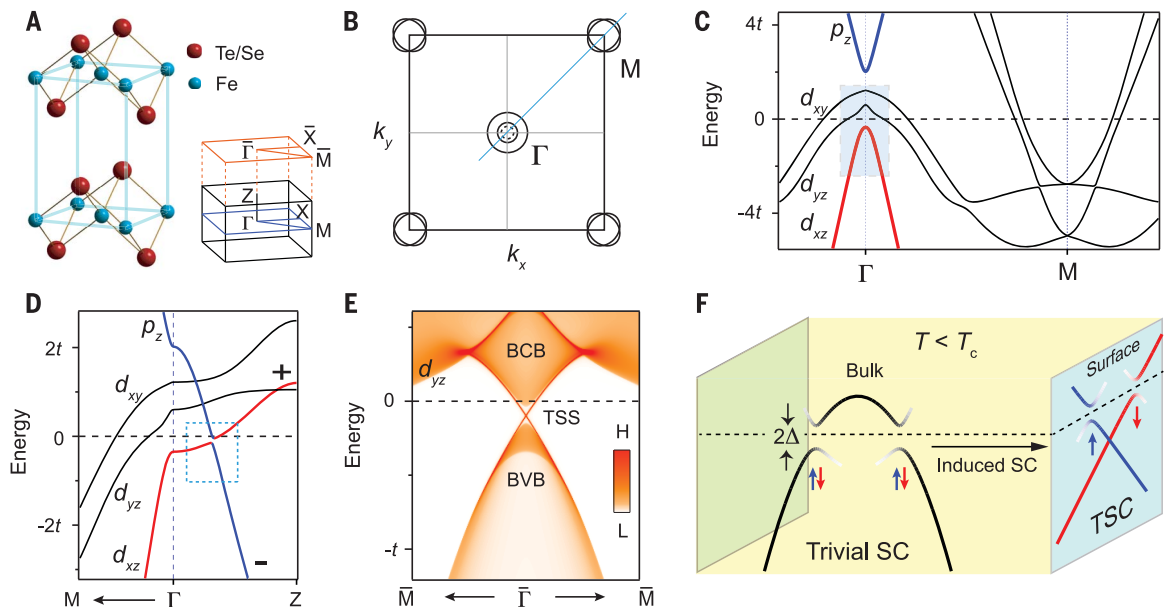 A
Te/Se
Fe
Γ̄
X̄
M̄
Z
Γ
X
M
B
M
k_y
Γ
k_x
C
4t
p_z
d_xy
Energy
0
d_yz
-4t
d_xz
Γ
M
D
2t
p_z
+
d_xy
Energy
0
d_yz
-2t
d_xz
-
M
Γ
Z
E
BCB
d_yz
0
TSS
Energy
H
BVB
L
-t
M̄
Γ̄
M̄
F
T < T_c
Surface
Bulk
2Δ
Induced SC
Trivial SC
TSC